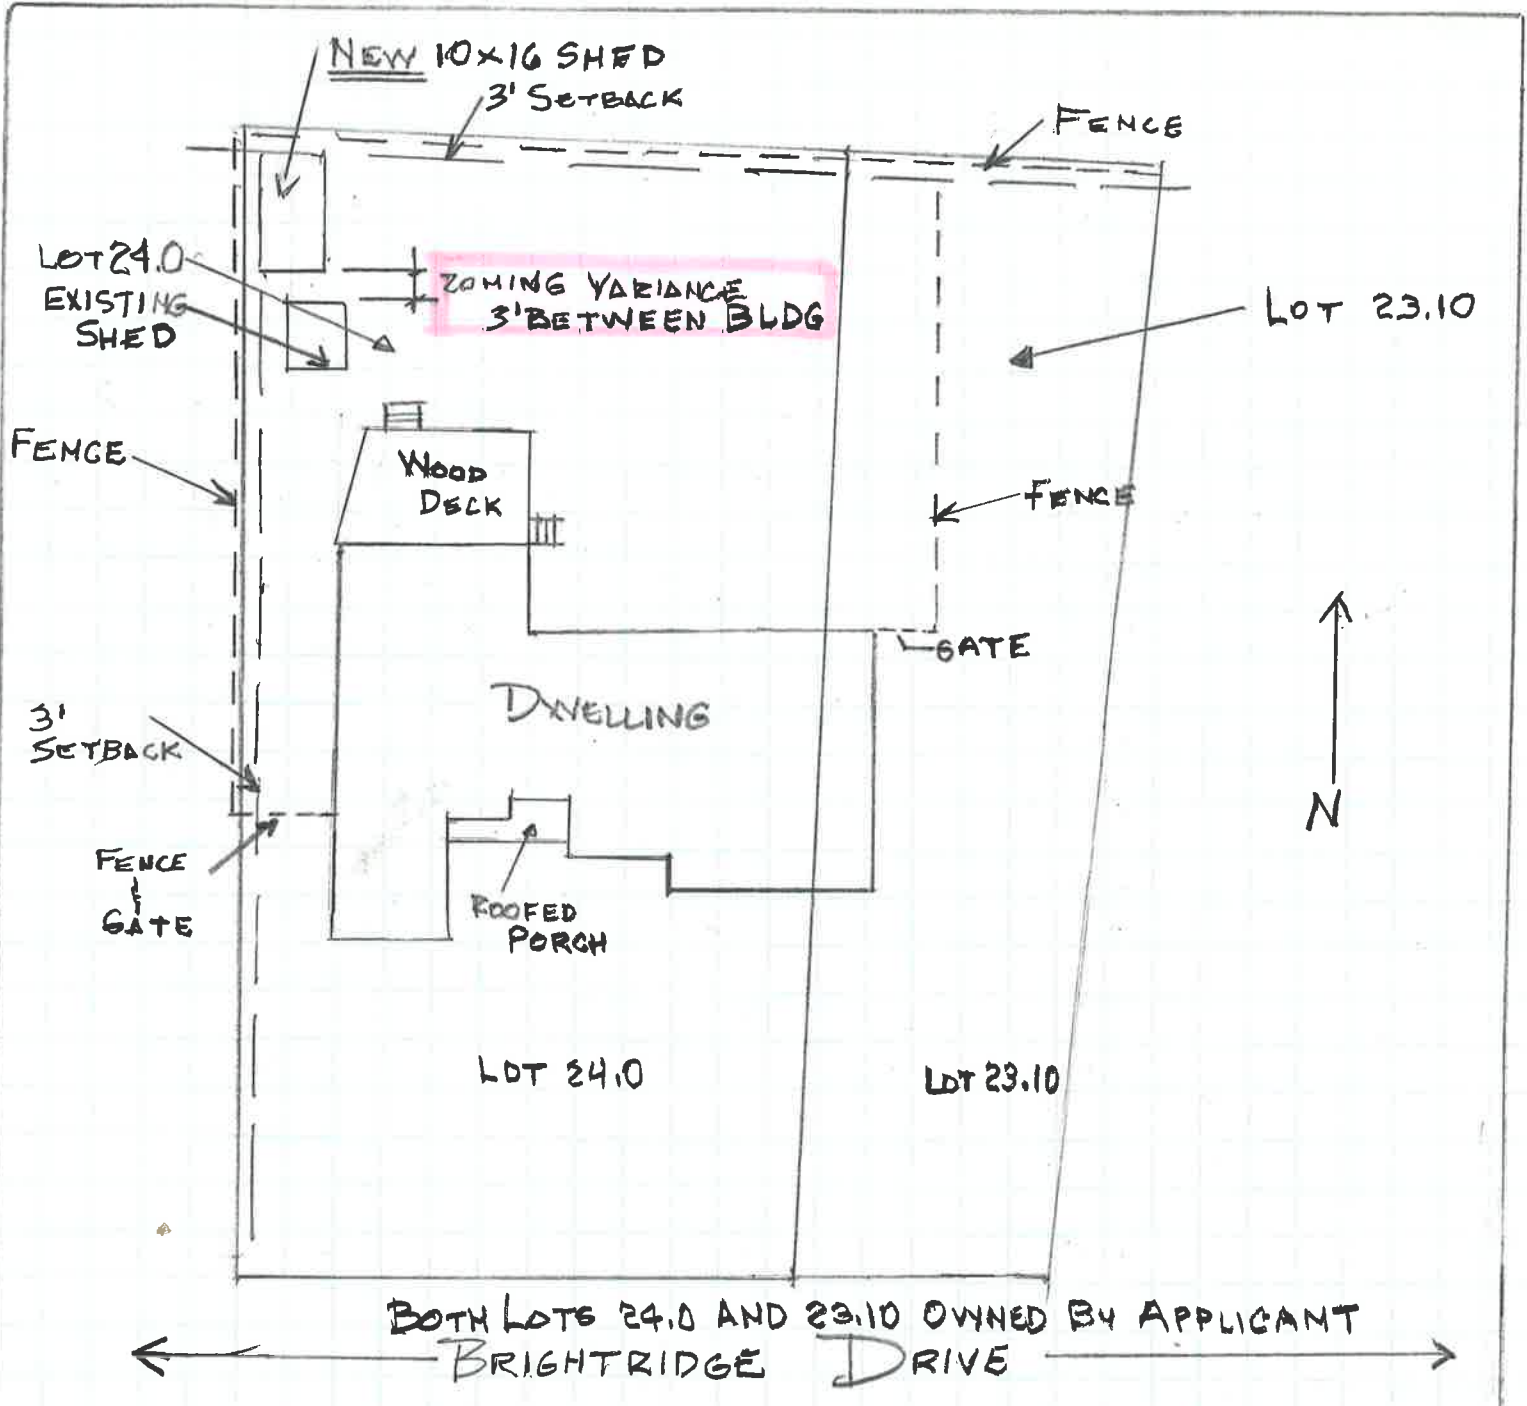 NEW 10x16 SHED
3' SETBACK
FENCE
LOT 24.0
EXISTING
SHED
ZONING VARIANCE
3' BETWEEN BLDG
LOT 23.10
FENCE
WOOD
DECK
FENCE
GATE
DWELLING
3'
SETBACK
N
FENCE
&
GATE
ROOFED
PORCH
LOT 24.0
LOT 23.10
BOTH LOTS 24.0 AND 23.10 OWNED BY APPLICANT
BRIGHTRIDGE DRIVE